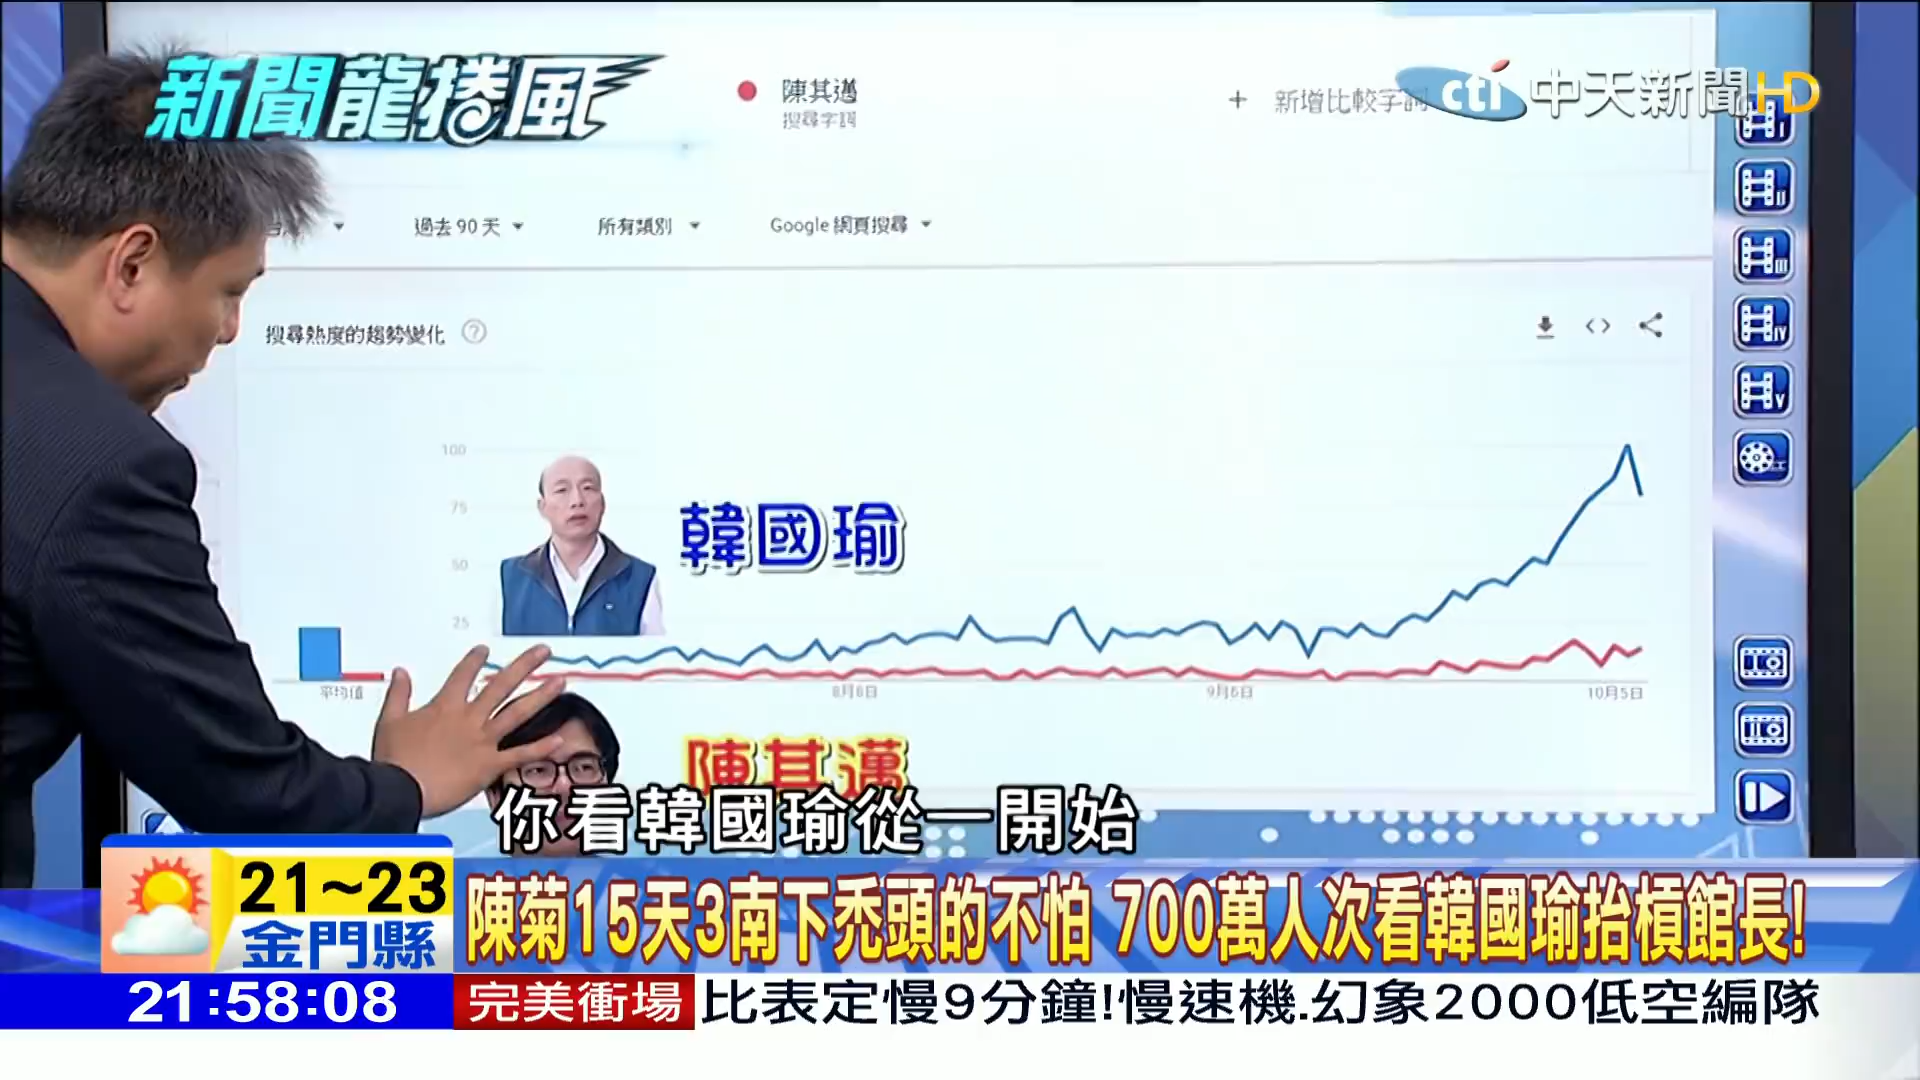 新聞龍捲風
陳其邁
搜尋字詞
+ 新增比較字詞
cti 中天新聞HD
台灣
過去 90 天
所有類別
Google 網頁搜尋
搜尋熱度的趨勢變化
100
75
50
25
韓國瑜
平均值
8月6日
9月6日
10月5日
陳其邁
I
II
III
IV
V
你看韓國瑜從一開始
21~23
金門縣
陳菊15天3南下禿頭的不怕 700萬人次看韓國瑜抬槓館長!
21:58:08
完美衝場
比表定慢9分鐘!慢速機.幻象2000低空編隊